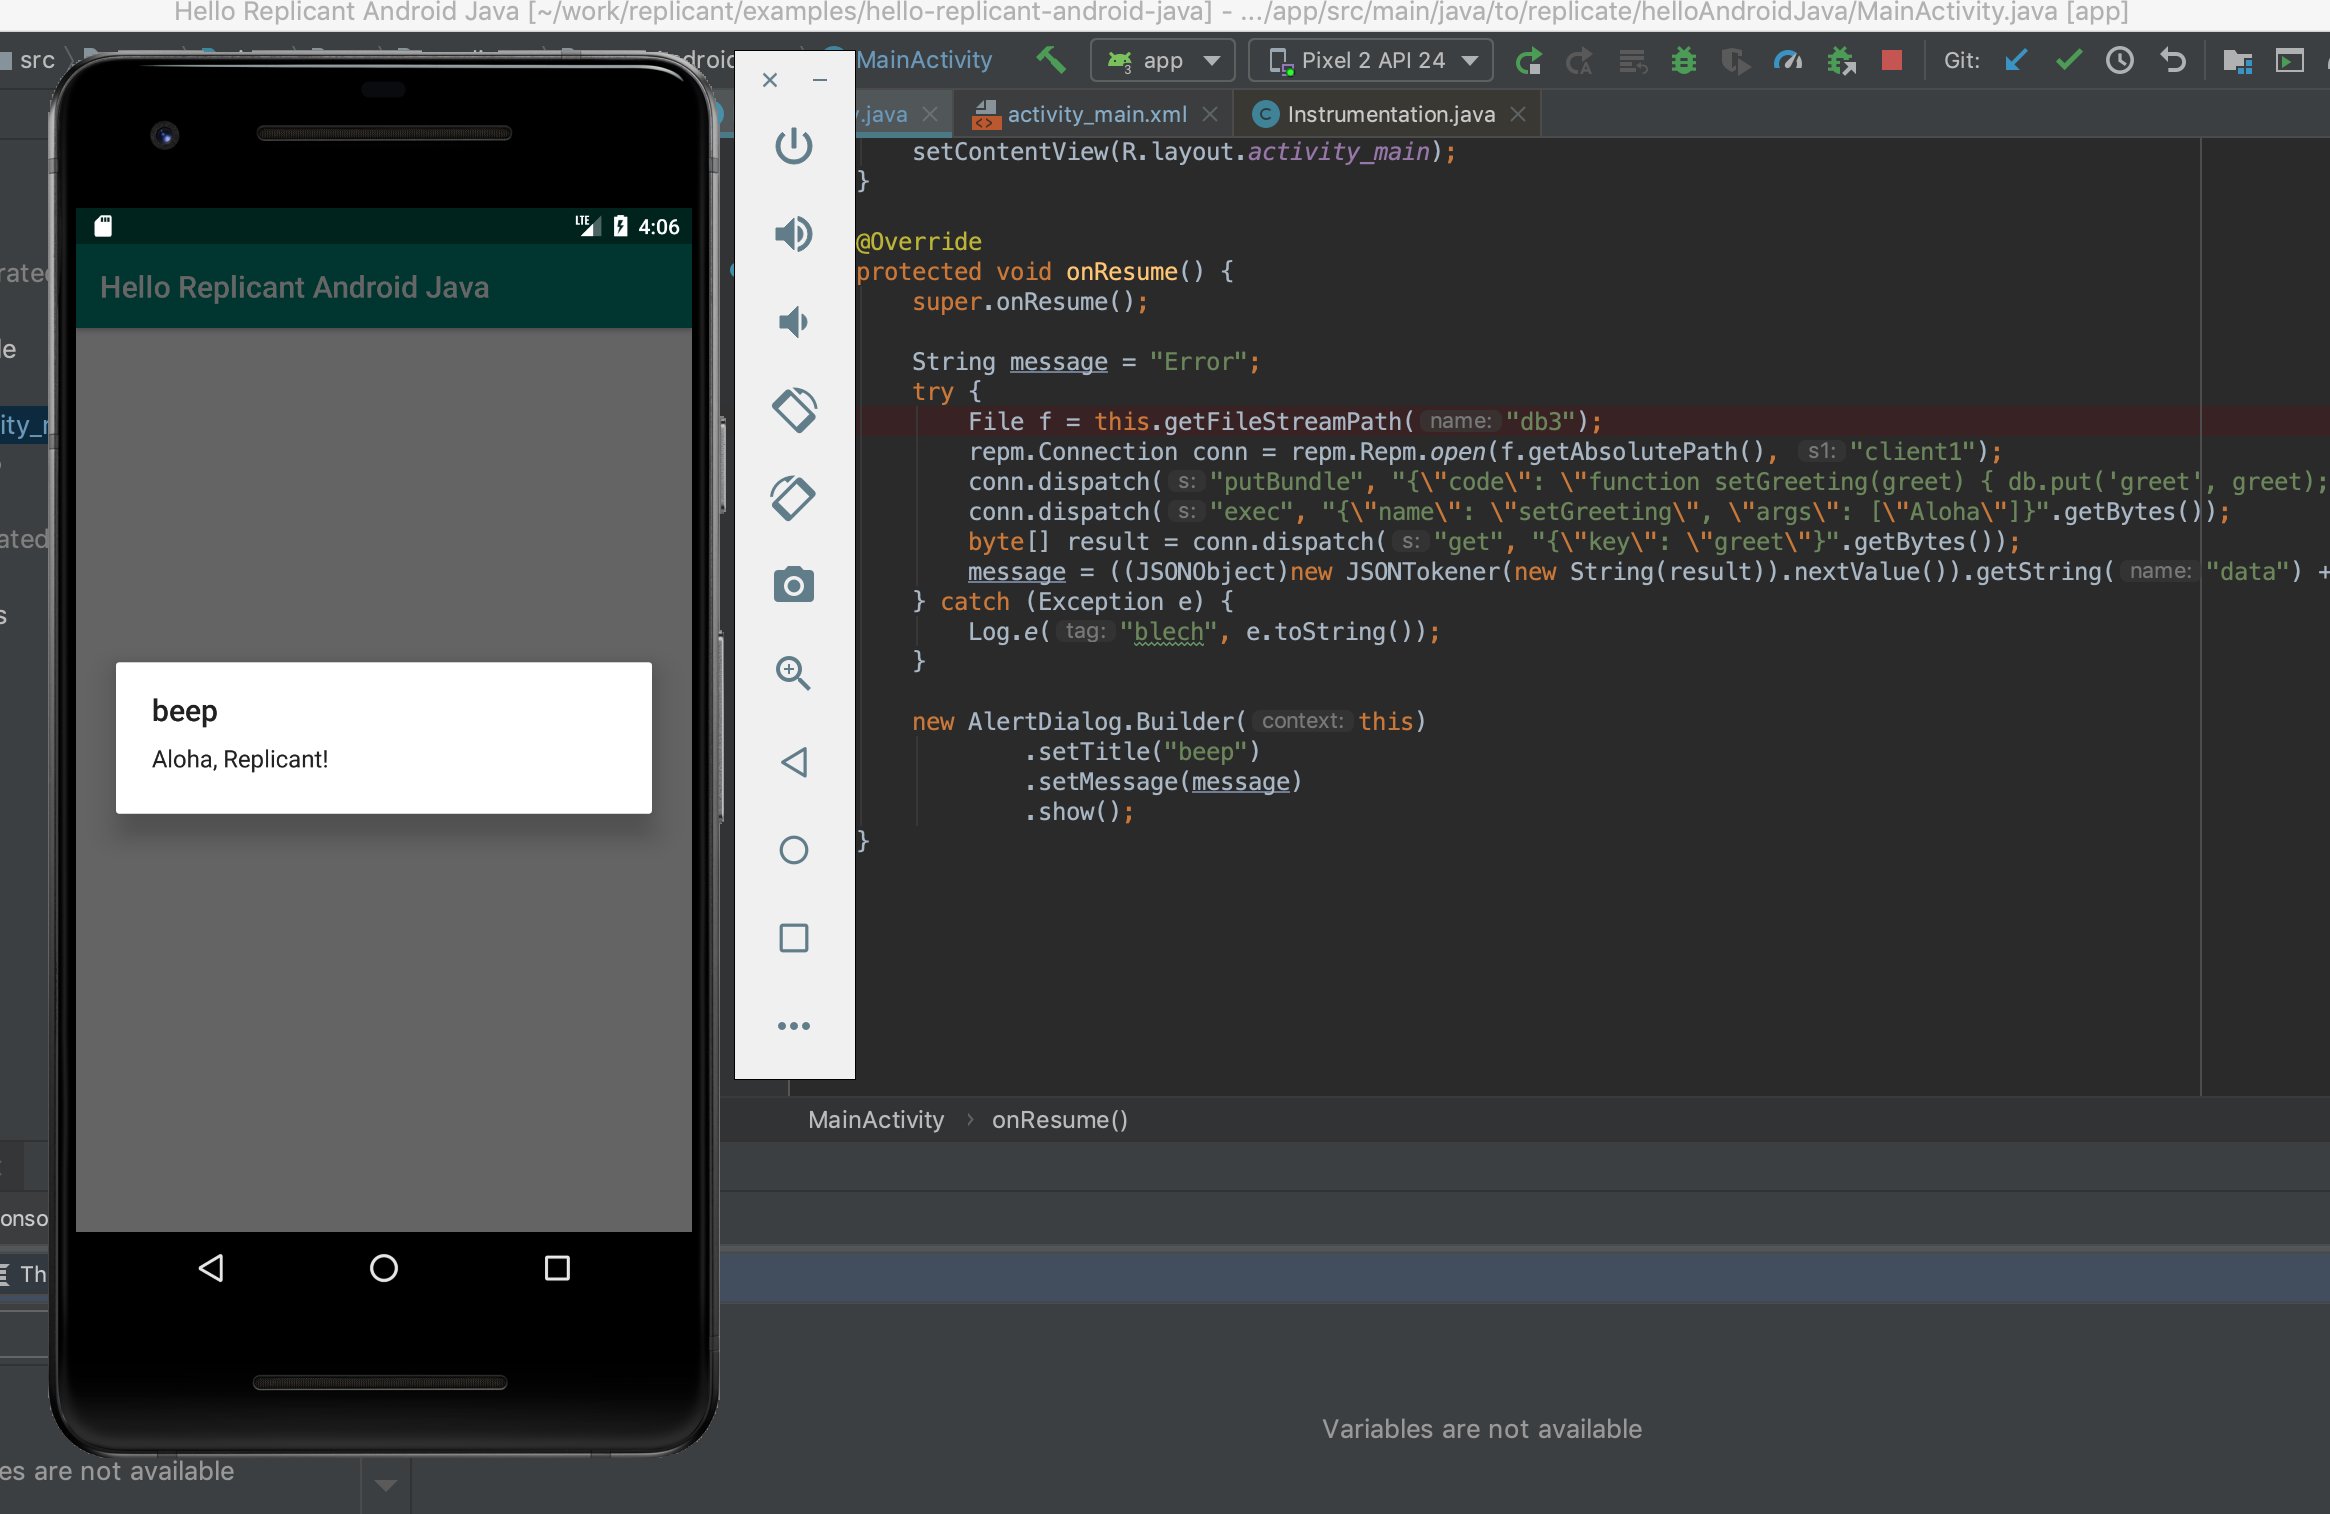 Hello Replicant Android Java [~/work/replicant/examples/hello-replicant-android-java] - .../app/src/main/java/to/replicate/helloAndroidJava/MainActivity.java [app]
src
MainActivity
app
Pixel 2 API 24
Git:
.java
activity_main.xml
Instrumentation.java
LTE
4:06
Hello Replicant Android Java
beep
Aloha, Replicant!
setContentView(R.layout.activity_main);
}
@Override
protected void onResume() {
super.onResume();
String message = "Error";
try {
File f = this.getFileStreamPath( name: "db3");
repm.Connection conn = repm.Repm.open(f.getAbsolutePath(), s1: "client1");
conn.dispatch( s: "putBundle", "{\"code\": \"function setGreeting(greet) { db.put('greet', greet);
conn.dispatch( s: "exec", "{\"name\": \"setGreeting\", \"args\": [\"Aloha\"]}".getBytes());
byte[] result = conn.dispatch( s: "get", "{\"key\": \"greet\"}".getBytes());
message = ((JSONObject)new JSONTokener(new String(result)).nextValue()).getString( name: "data") +
} catch (Exception e) {
Log.e( tag: "blech", e.toString());
}
new AlertDialog.Builder( context: this)
.setTitle("beep")
.setMessage(message)
.show();
}
MainActivity › onResume()
Variables are not available
es are not available